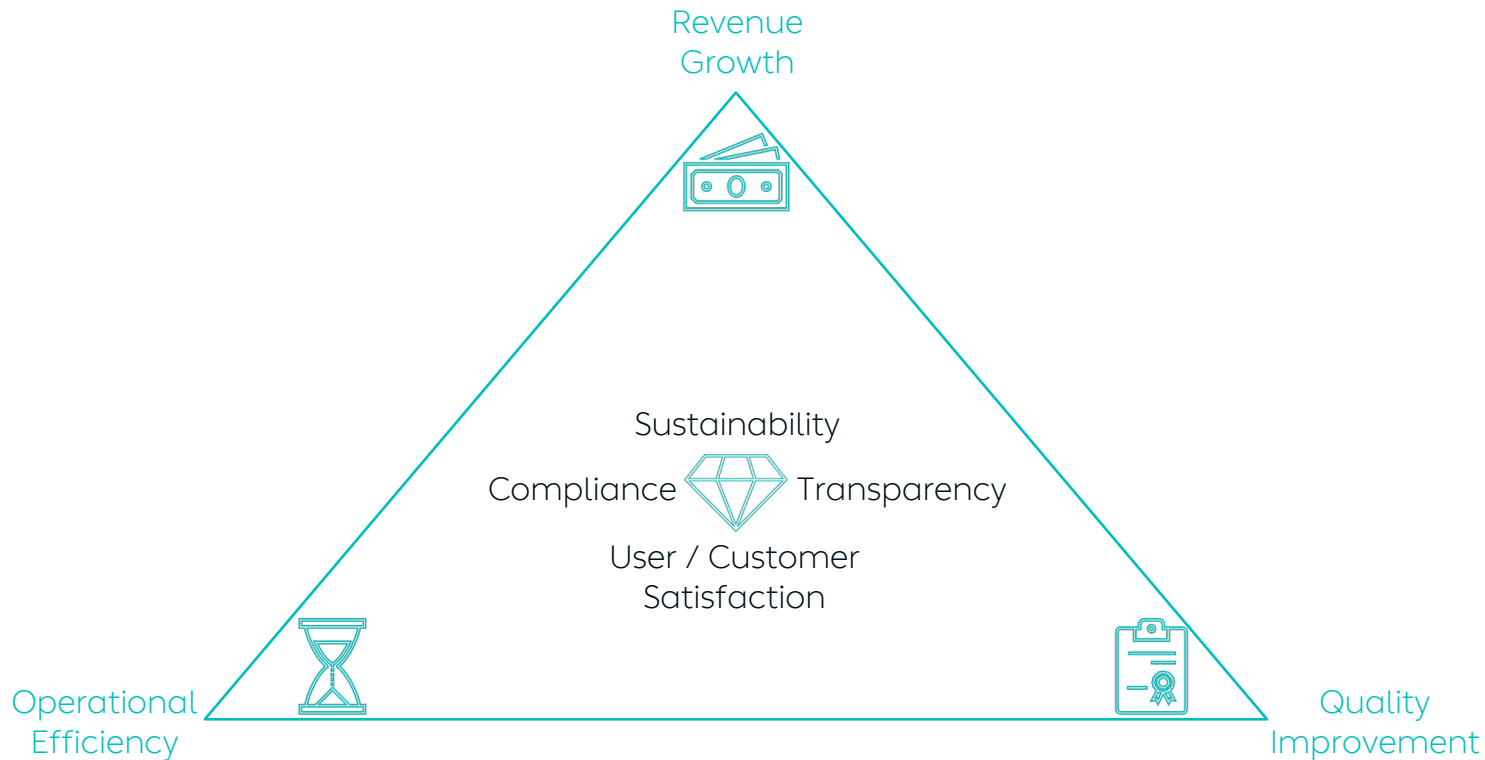 Revenue
Growth
Sustainability
Compliance
Transparency
User / Customer
Satisfaction
Operational
Efficiency
Quality
Improvement